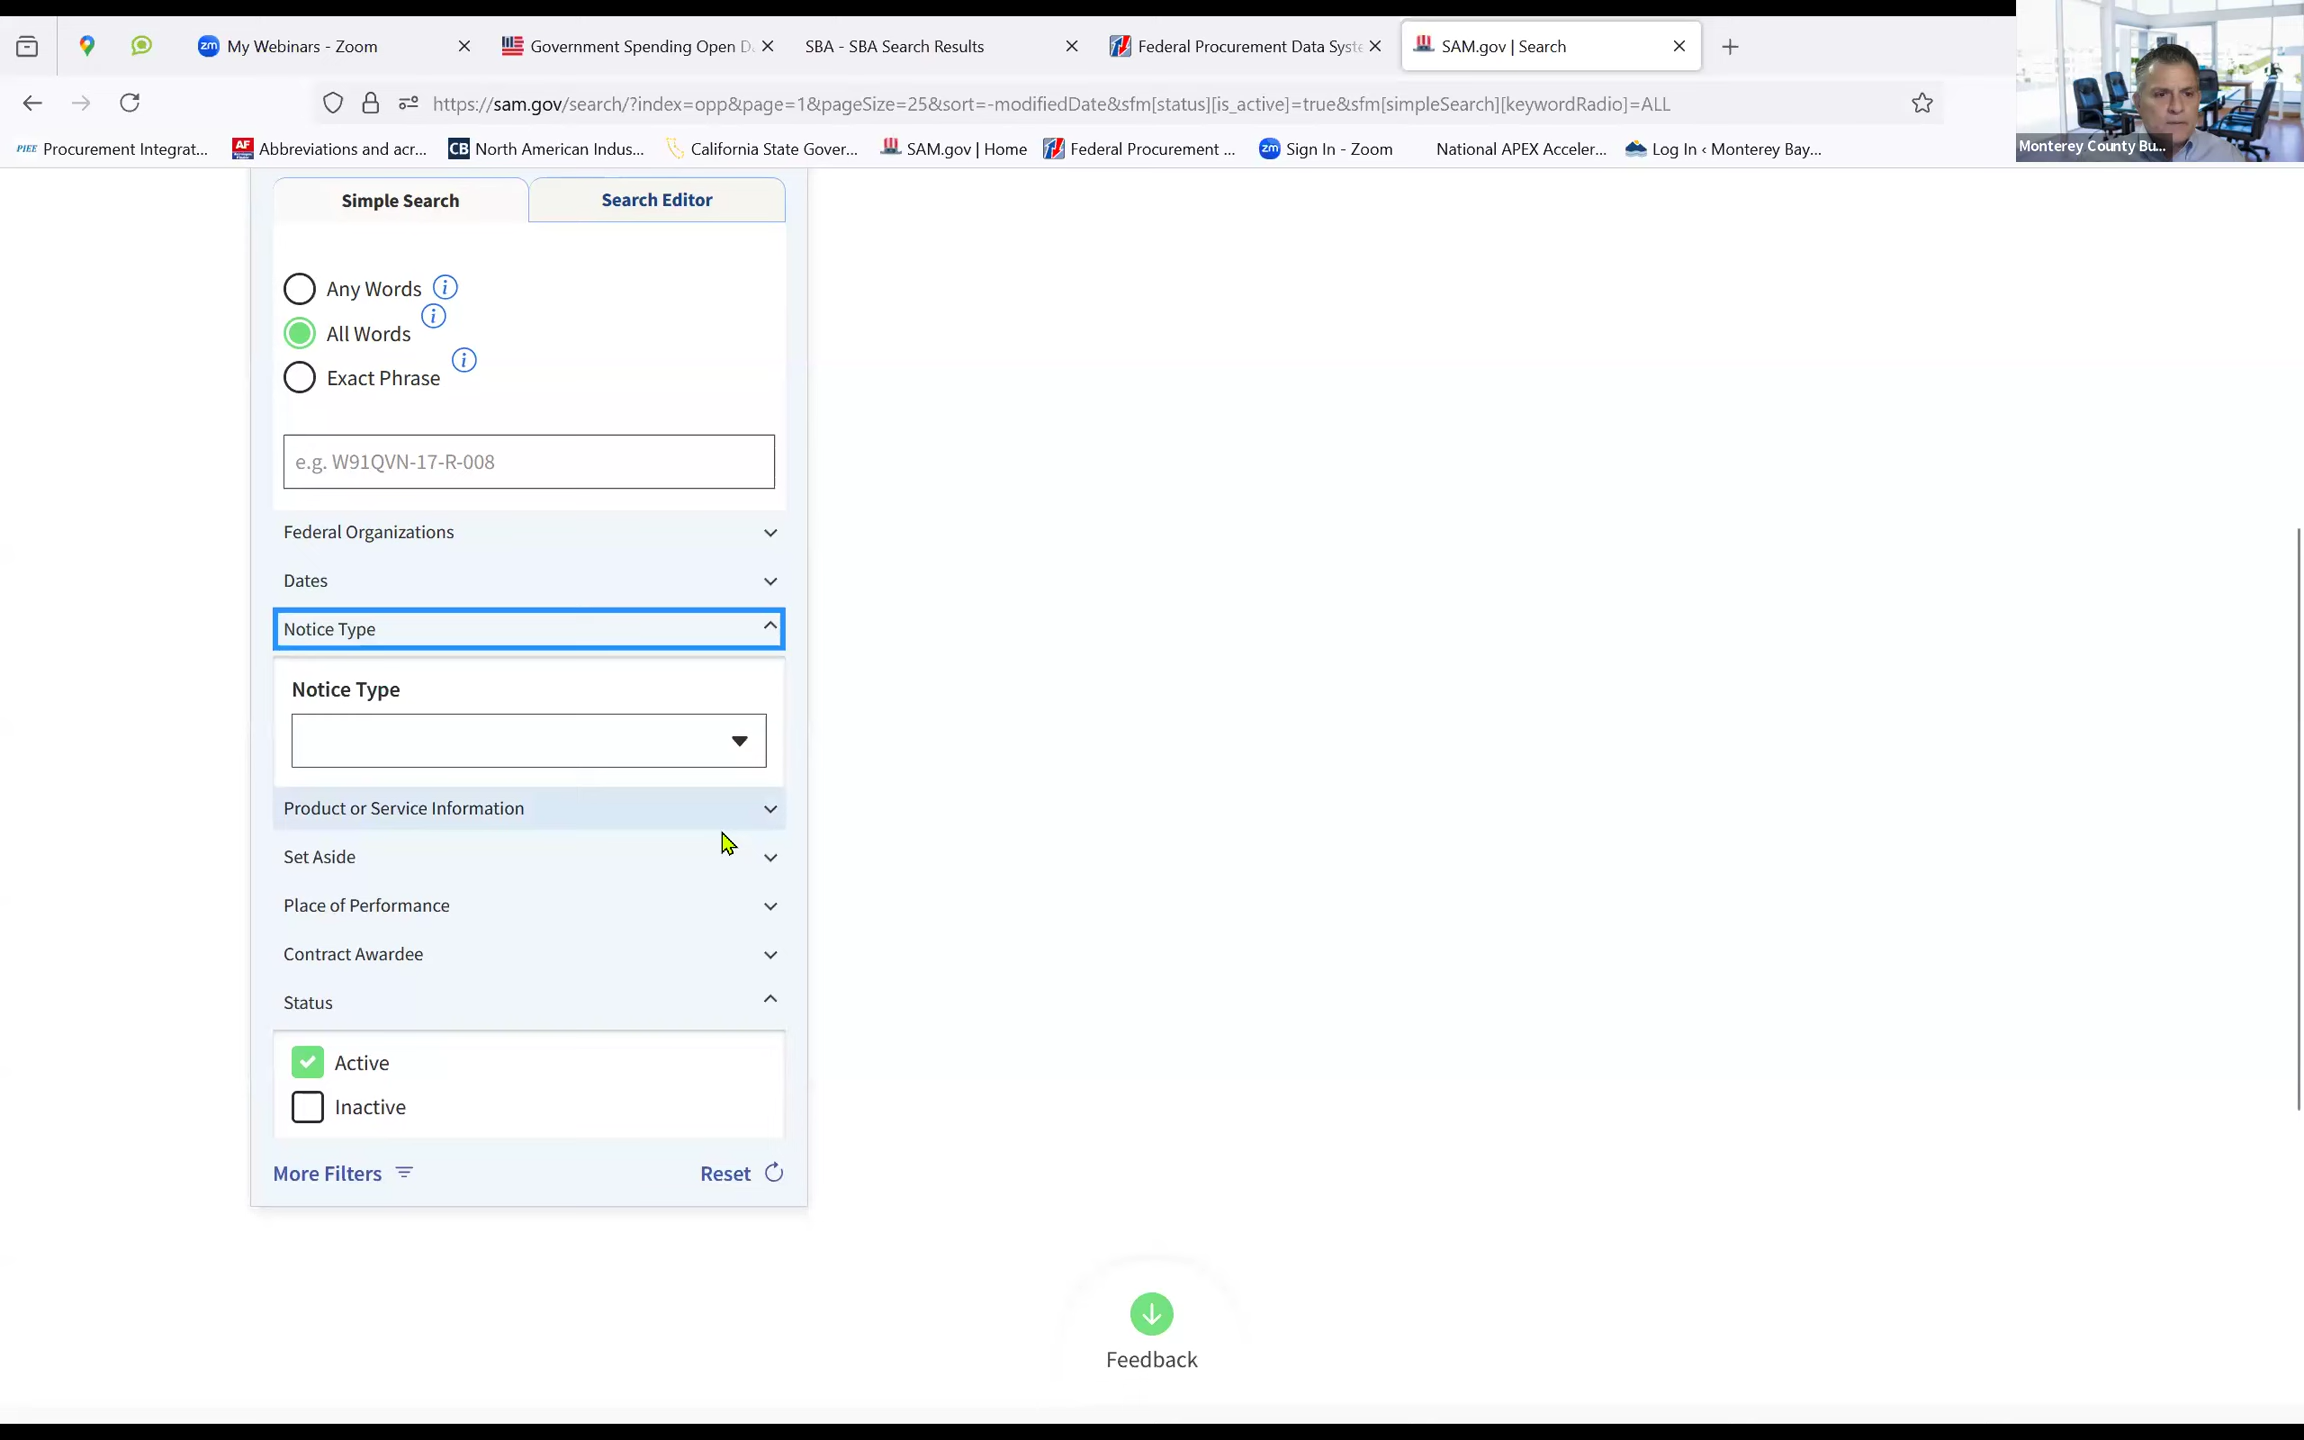 My Webinars - Zoom
Government Spending Open D
SBA - SBA Search Results
Federal Procurement Data Syste
SAM.gov | Search
https://sam.gov/search/?index=opp&page=1&pageSize=25&sort=-modifiedDate&sfm[status][is_active]=true&sfm[simpleSearch][keywordRadio]=ALL
PIEE Procurement Integrat...
AF Abbreviations and acr...
CB North American Indus...
California State Gover...
SAM.gov | Home
Federal Procurement ...
zm Sign In - Zoom
National APEX Acceler...
Log In ‹ Monterey Bay...
Monterey County Bu...
Simple Search
Search Editor
Any Words
All Words
Exact Phrase
e.g. W91QVN-17-R-008
Federal Organizations
Dates
Notice Type
Notice Type
Product or Service Information
Set Aside
Place of Performance
Contract Awardee
Status
Active
Inactive
More Filters
Reset
Feedback